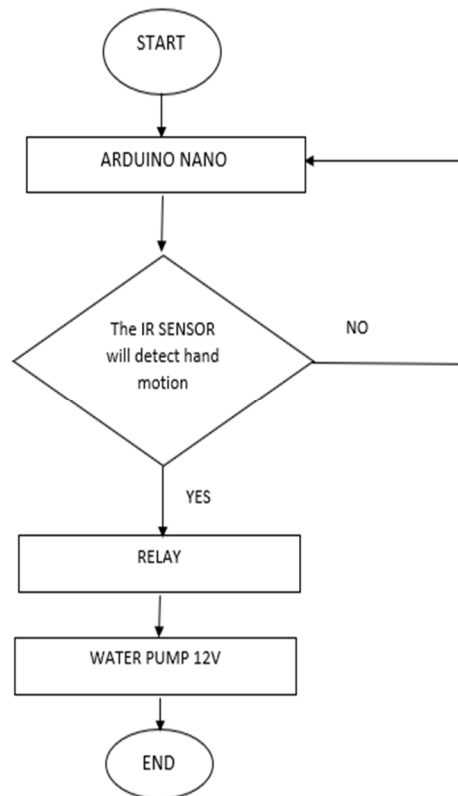 START
ARDUINO NANO
The IR SENSOR
will detect hand
motion
NO
YES
RELAY
WATER PUMP 12V
END